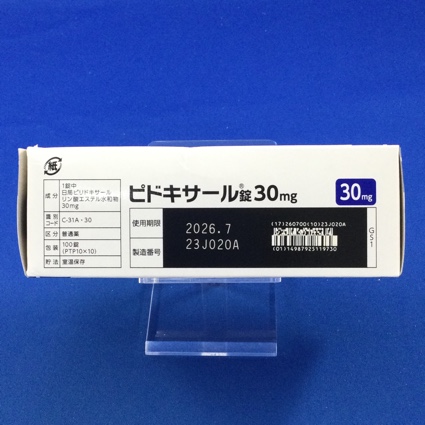 紙
成分
1錠中
日局ピリドキサール
リン酸エステル水和物
30mg
識別
コード
C-31A・30
区分
普通薬
包装
100錠
(PTP10×10)
貯法
室温保存
ピドキサール®錠30mg
30mg
使用期限
2026.7
製造番号
23J020A
(17)260700(10)23J020A
(01)14987925119730
GS1